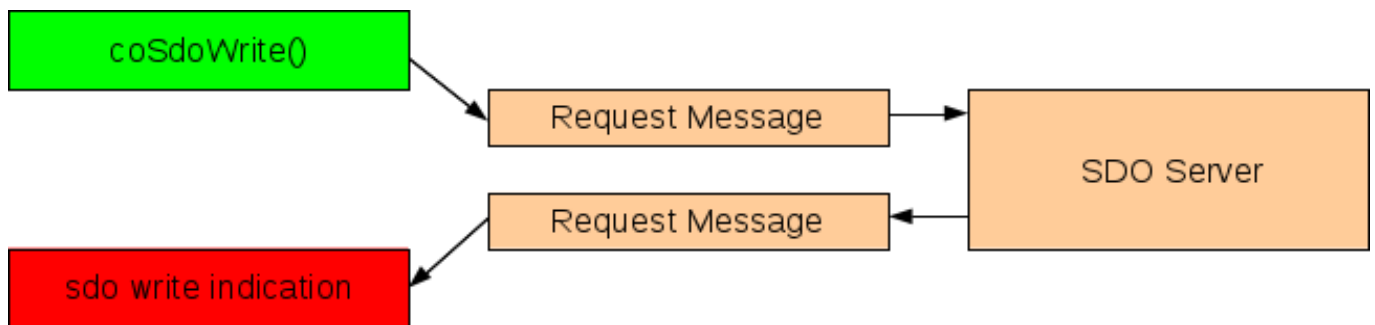 coSdoWrite()
Request Message
SDO Server
Request Message
sdo write indication